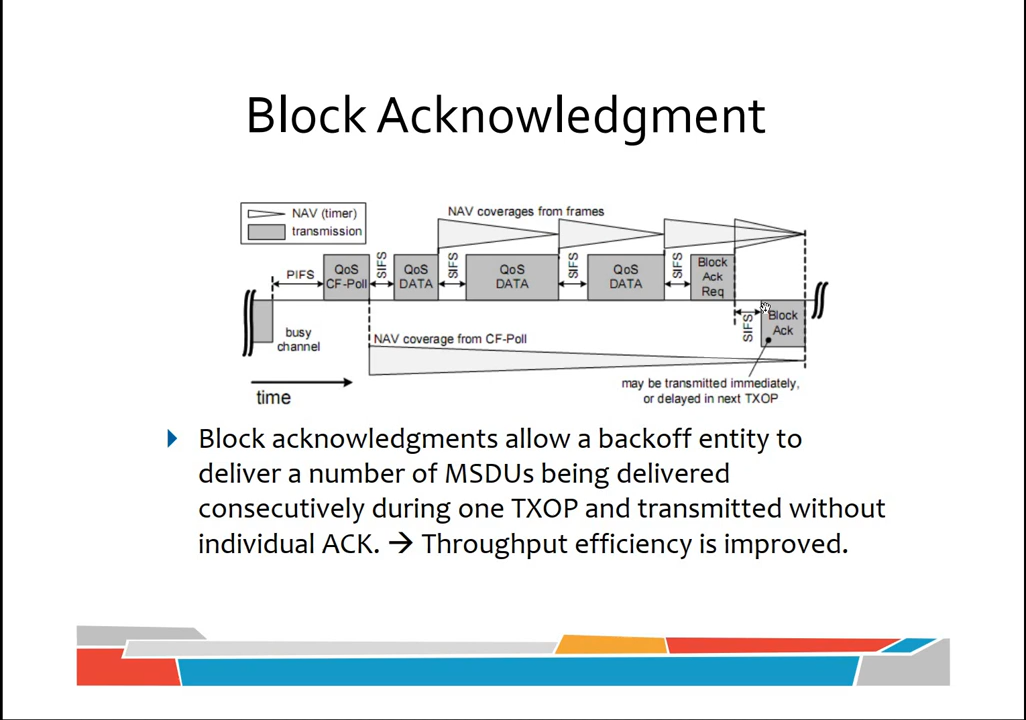 Block Acknowledgment
NAV (timer)
transmission
NAV coverages from frames
PIFS
QoS
CF-Poll
SIFS
QoS
DATA
SIFS
QoS
DATA
SIFS
QoS
DATA
SIFS
Block
Ack
Req
SIFS
Block
Ack
busy
channel
NAV coverage from CF-Poll
time
may be transmitted immediately,
or delayed in next TXOP
Block acknowledgments allow a backoff entity to
deliver a number of MSDUs being delivered
consecutively during one TXOP and transmitted without
individual ACK. → Throughput efficiency is improved.